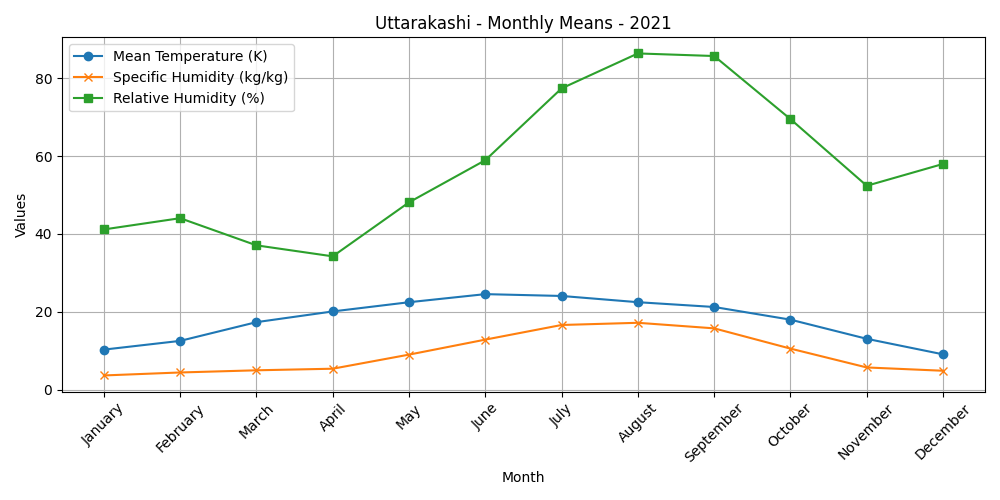 Uttarakashi - Monthly Means - 2021
Mean Temperature (K)
Specific Humidity (kg/kg)
Relative Humidity (%)
Values
80
60
40
20
0
January
February
March
April
May
June
July
August
September
October
November
December
Month